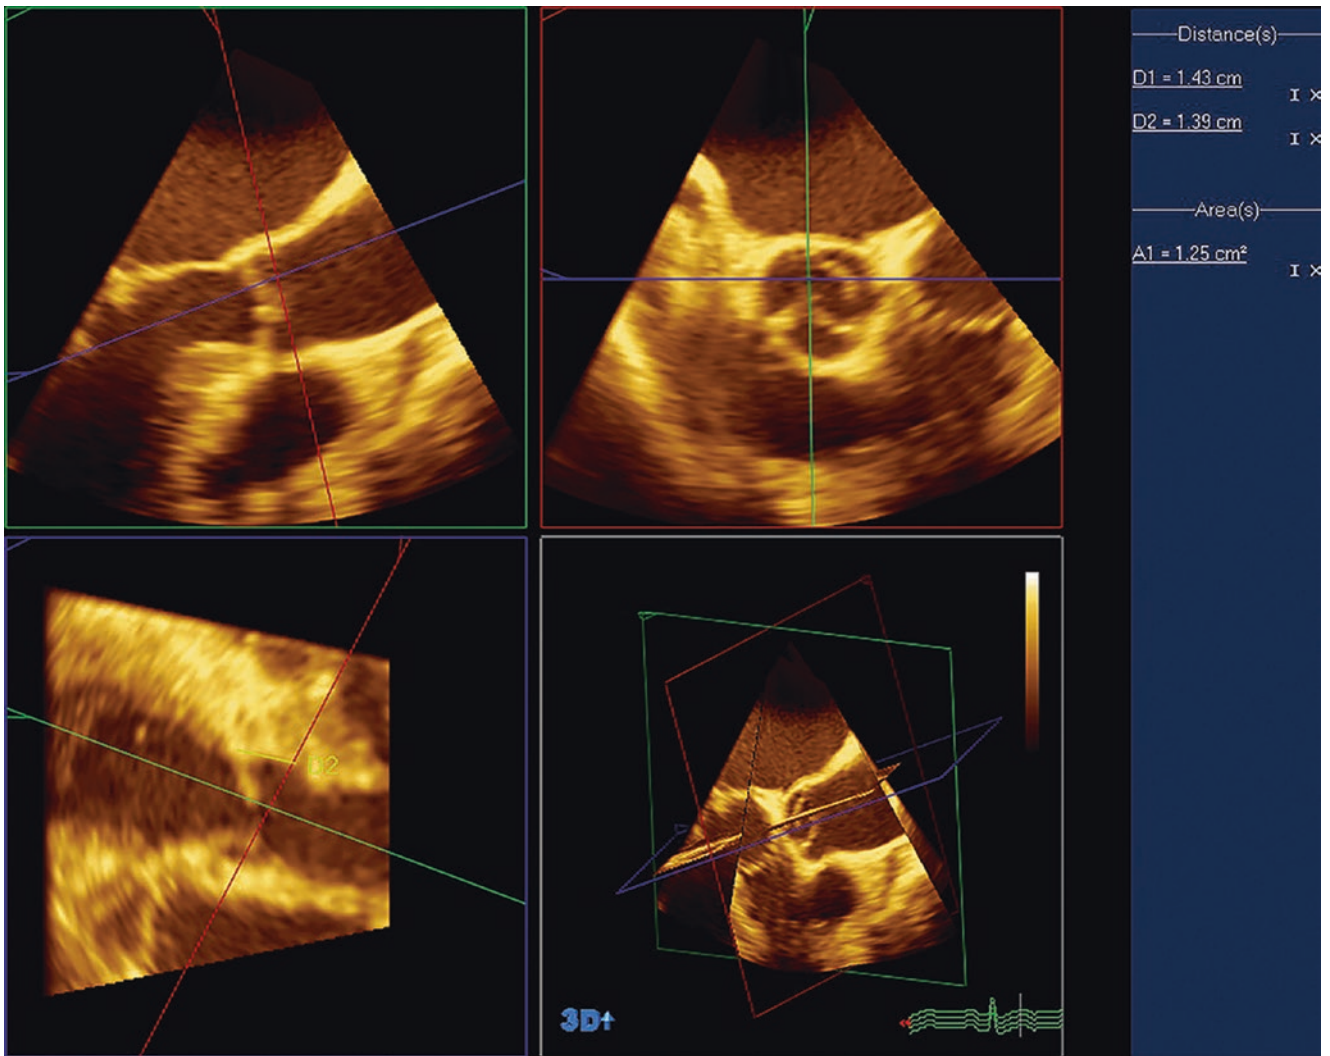 Distance(s)
D1 = 1.43 cm
I X
D2 = 1.39 cm
I X
Area(s)
A1 = 1.25 cm²
I X
D2
3D